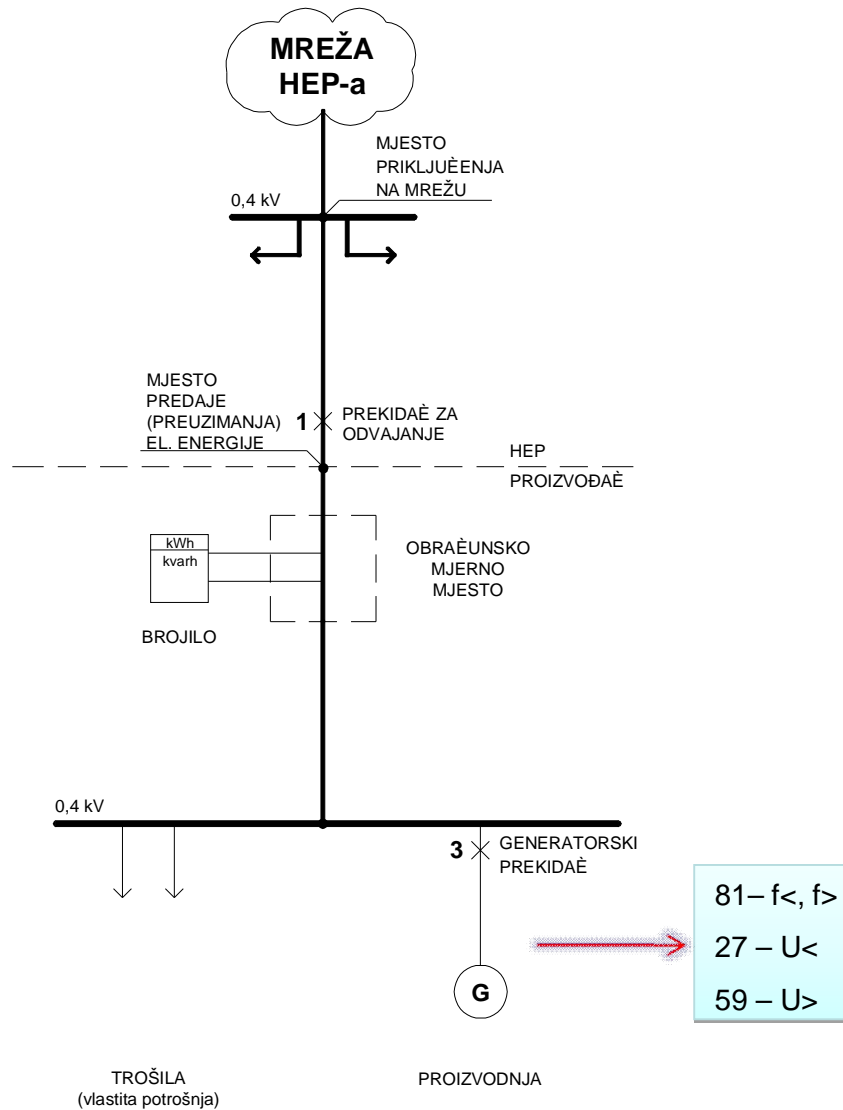 MREŽA
HEP-a
MJESTO
PRIKLJUÈENJA
NA MREŽU
0,4 kV
MJESTO
PREDAJE
(PREUZIMANJA)
EL. ENERGIJE
1
PREKIDAÈ ZA
ODVAJANJE
HEP
PROIZVOĐAÈ
kWh
kvarh
BROJILO
OBRAÈUNSKO
MJERNO
MJESTO
0,4 kV
3
GENERATORSKI
PREKIDAÈ
G
81– f<, f>
27 – U<
59 – U>
TROŠILA
(vlastita potrošnja)
PROIZVODNJA